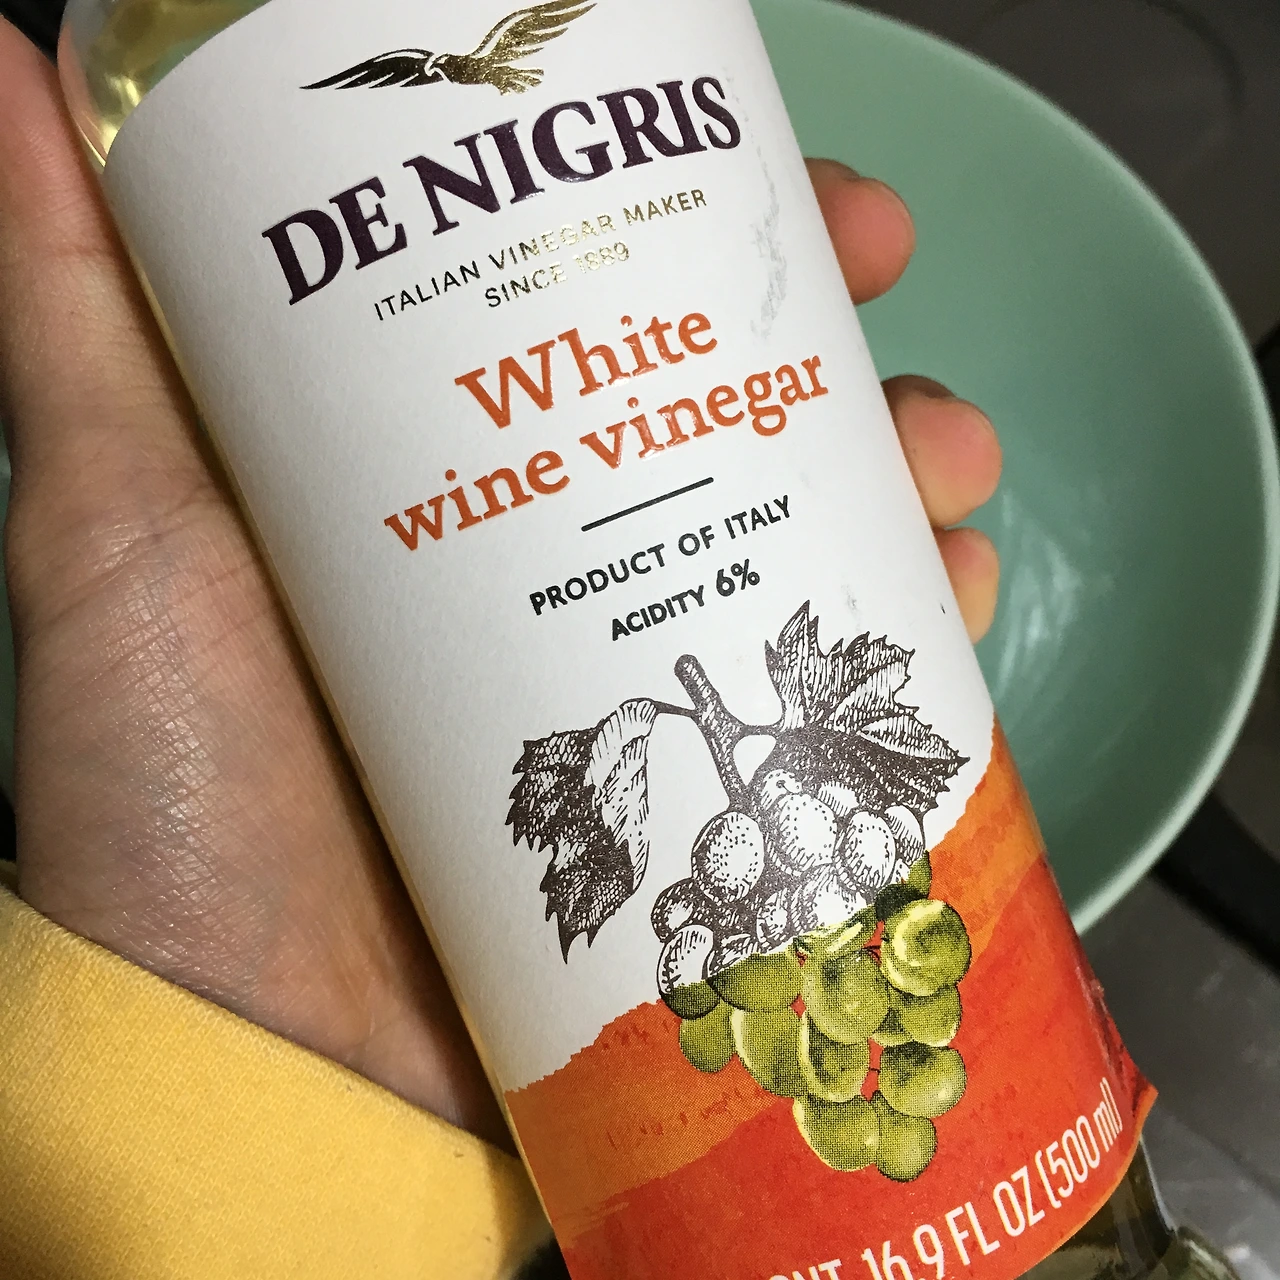 DE NIGRIS
ITALIAN VINEGAR MAKER
SINCE 1889
White
wine vinegar
PRODUCT OF ITALY
ACIDITY 6%
16.9 FL OZ (500 ml)